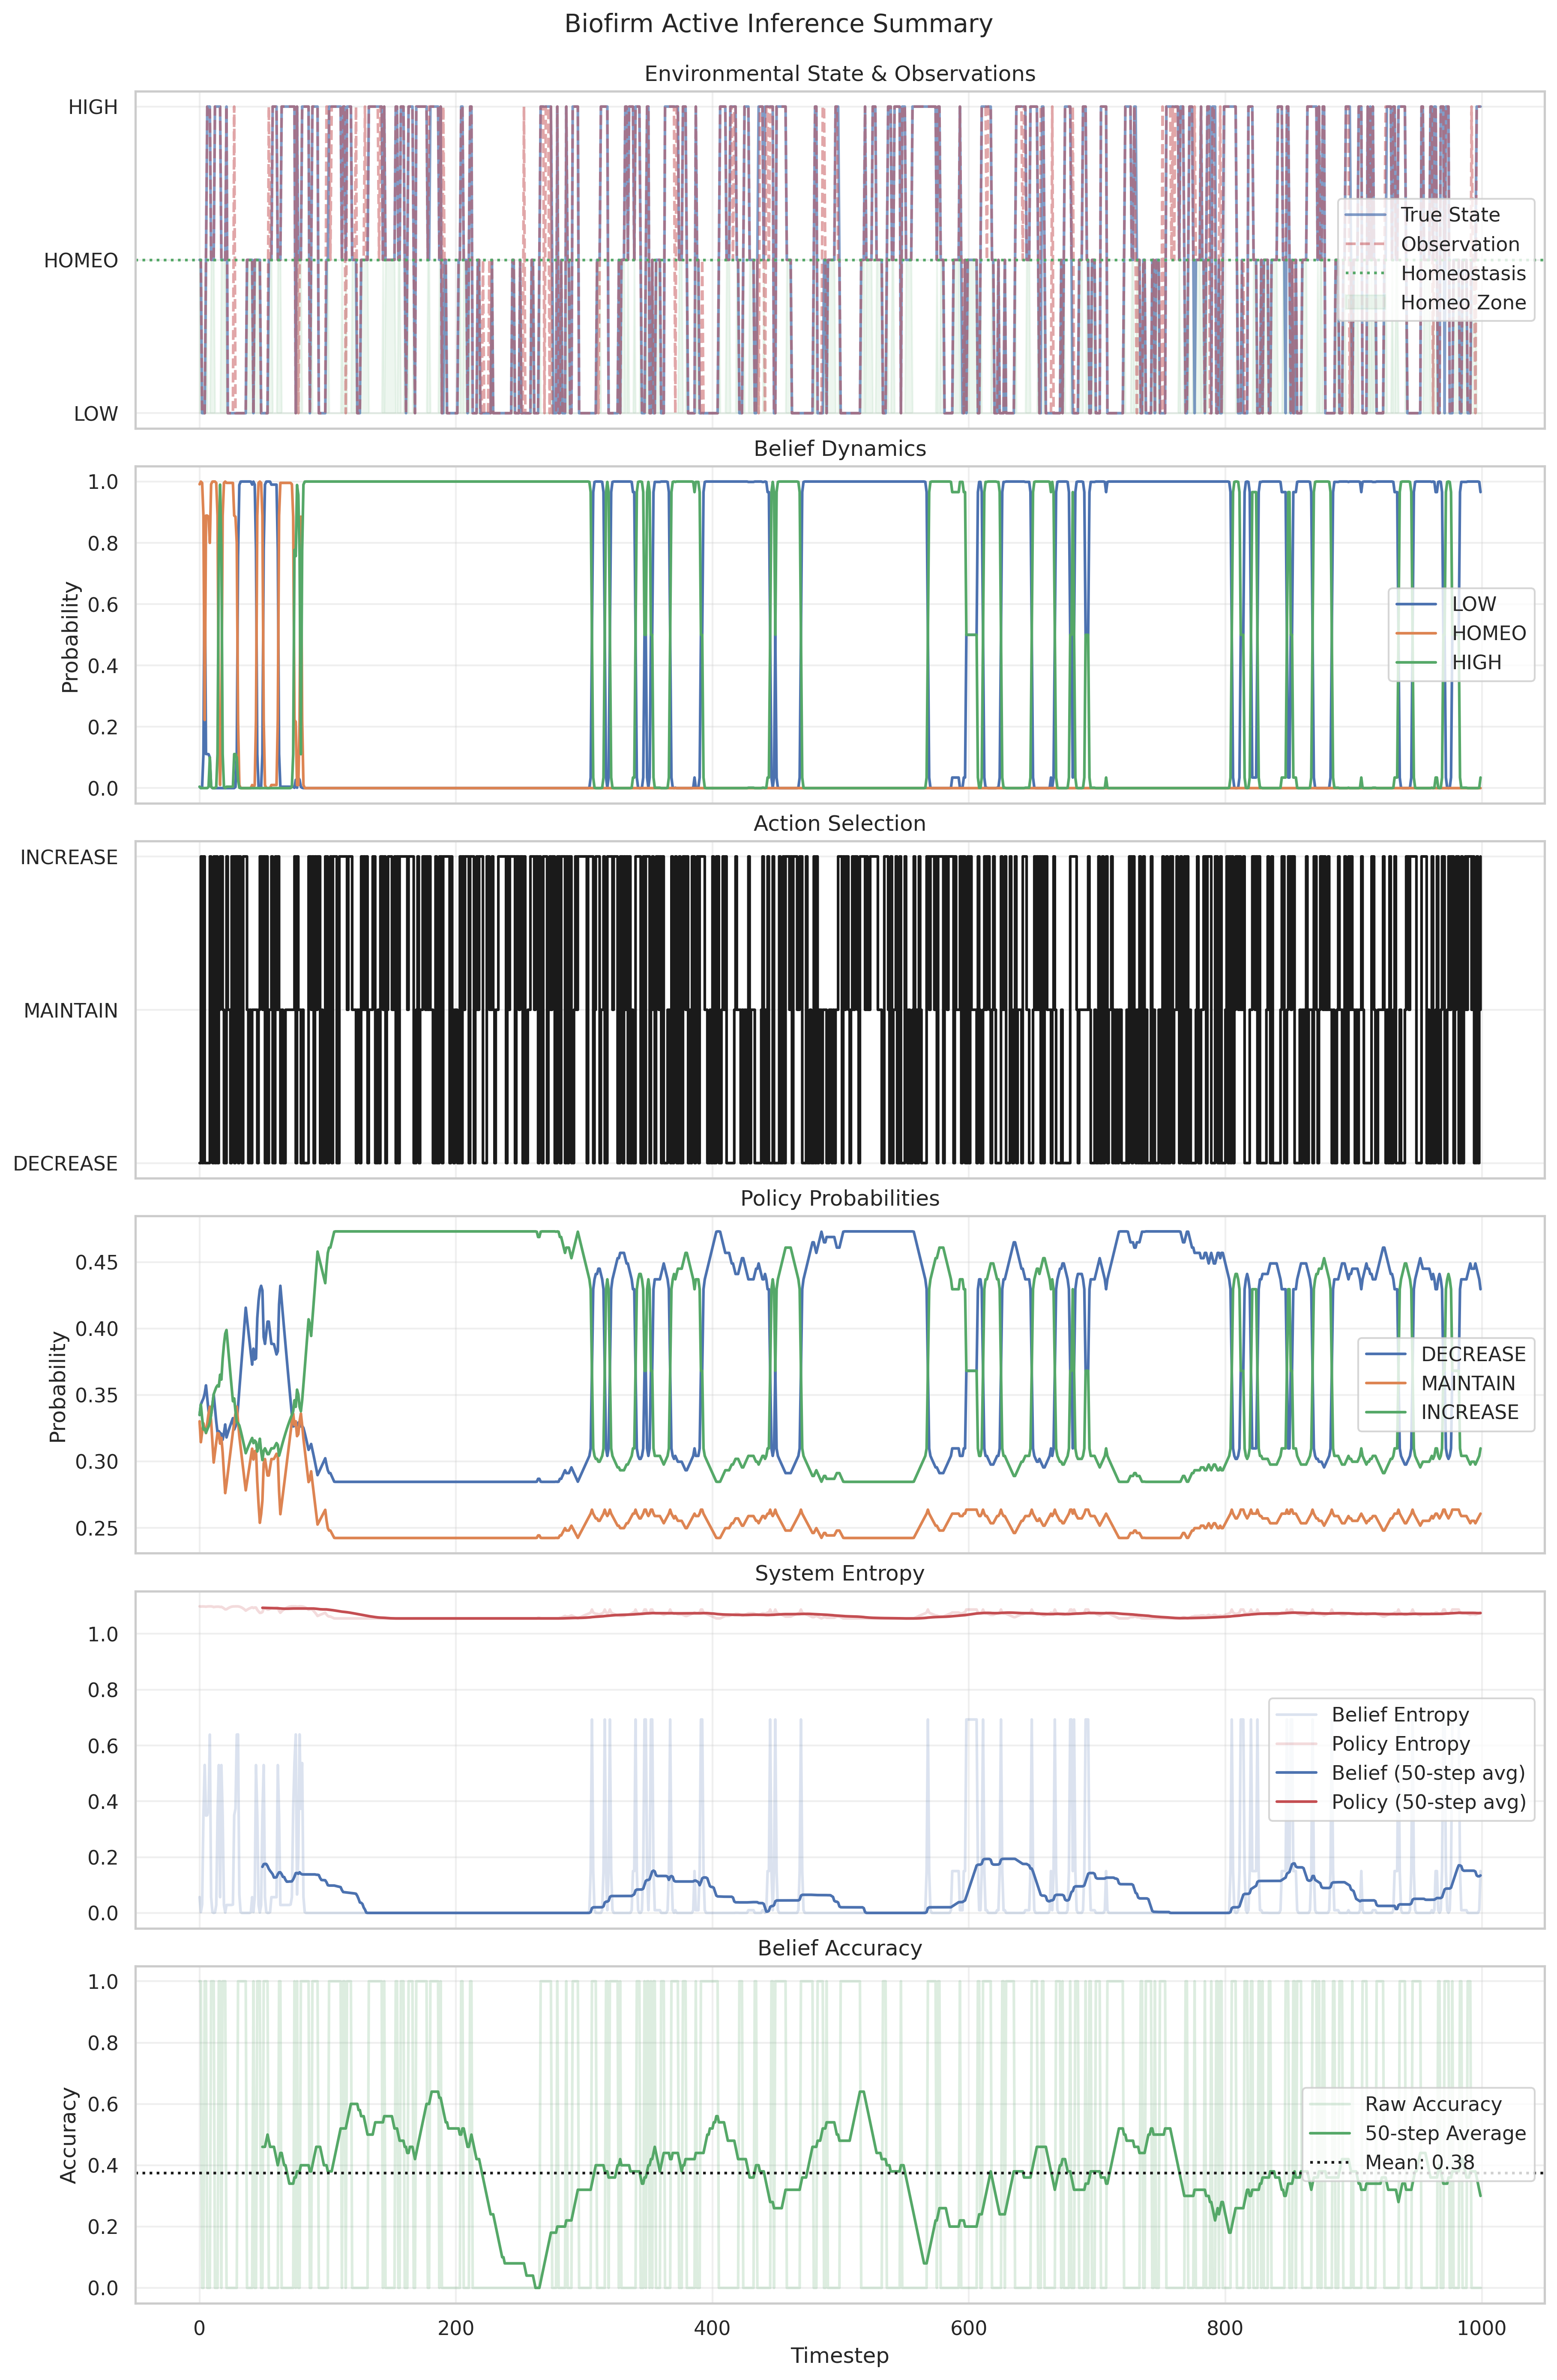 Biofirm Active Inference Summary
Environmental State & Observations
HIGH
HOMEO
LOW
True State
Observation
Homeostasis
Homeo Zone
Belief Dynamics
Probability
1.0
0.8
0.6
0.4
0.2
0.0
LOW
HOMEO
HIGH
Action Selection
INCREASE
MAINTAIN
DECREASE
Policy Probabilities
Probability
0.45
0.40
0.35
0.30
0.25
DECREASE
MAINTAIN
INCREASE
System Entropy
1.0
0.8
0.6
0.4
0.2
0.0
Belief Entropy
Policy Entropy
Belief (50-step avg)
Policy (50-step avg)
Belief Accuracy
Accuracy
1.0
0.8
0.6
0.4
0.2
0.0
Raw Accuracy
50-step Average
Mean: 0.38
0 200 400 600 800 1000
Timestep